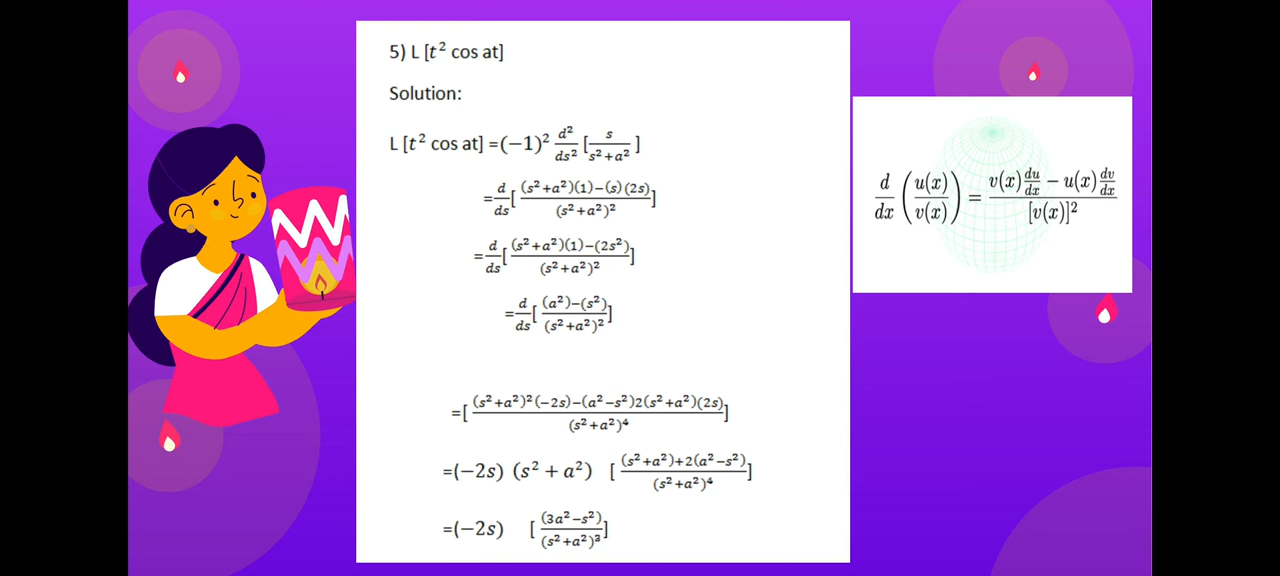 5) L [t² cos at]
Solution:
L [t² cos at] =(−1)² d²/ds² [s/(s²+a²)]
=d/ds[((s²+a²)(1)−(s)(2s))/(s²+a²)²]
=d/ds[((s²+a²)(1)−(2s²))/(s²+a²)²]
=d/ds[((a²)−(s²))/(s²+a²)²]
=[((s²+a²)²(−2s)−(a²−s²)2(s²+a²)(2s))/(s²+a²)⁴]
=(−2s) (s² + a²) [((s²+a²)+2(a²−s²))/(s²+a²)⁴]
=(−2s) [(3a²−s²)/(s²+a²)³]
d/dx (u(x)/v(x)) = (v(x) du/dx − u(x) dv/dx)/[v(x)]²